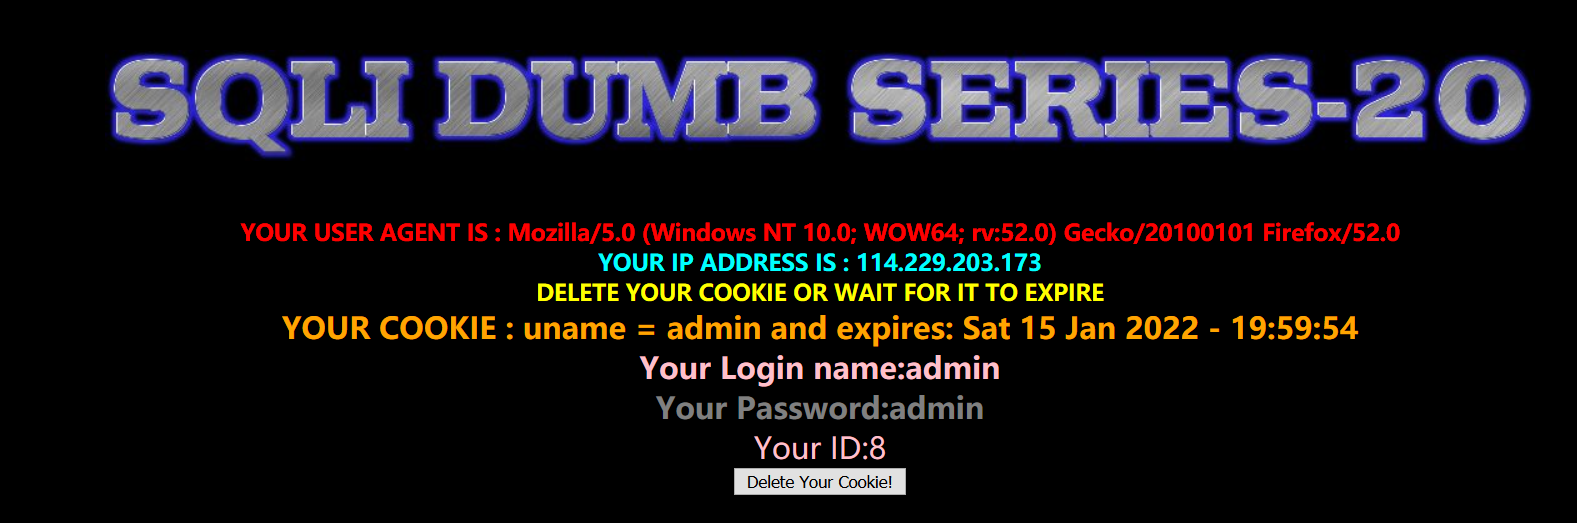 SQLI DUMB SERIES-20
YOUR USER AGENT IS : Mozilla/5.0 (Windows NT 10.0; WOW64; rv:52.0) Gecko/20100101 Firefox/52.0
YOUR IP ADDRESS IS : 114.229.203.173
DELETE YOUR COOKIE OR WAIT FOR IT TO EXPIRE
YOUR COOKIE : uname = admin and expires: Sat 15 Jan 2022 - 19:59:54
Your Login name:admin
Your Password:admin
Your ID:8
Delete Your Cookie!